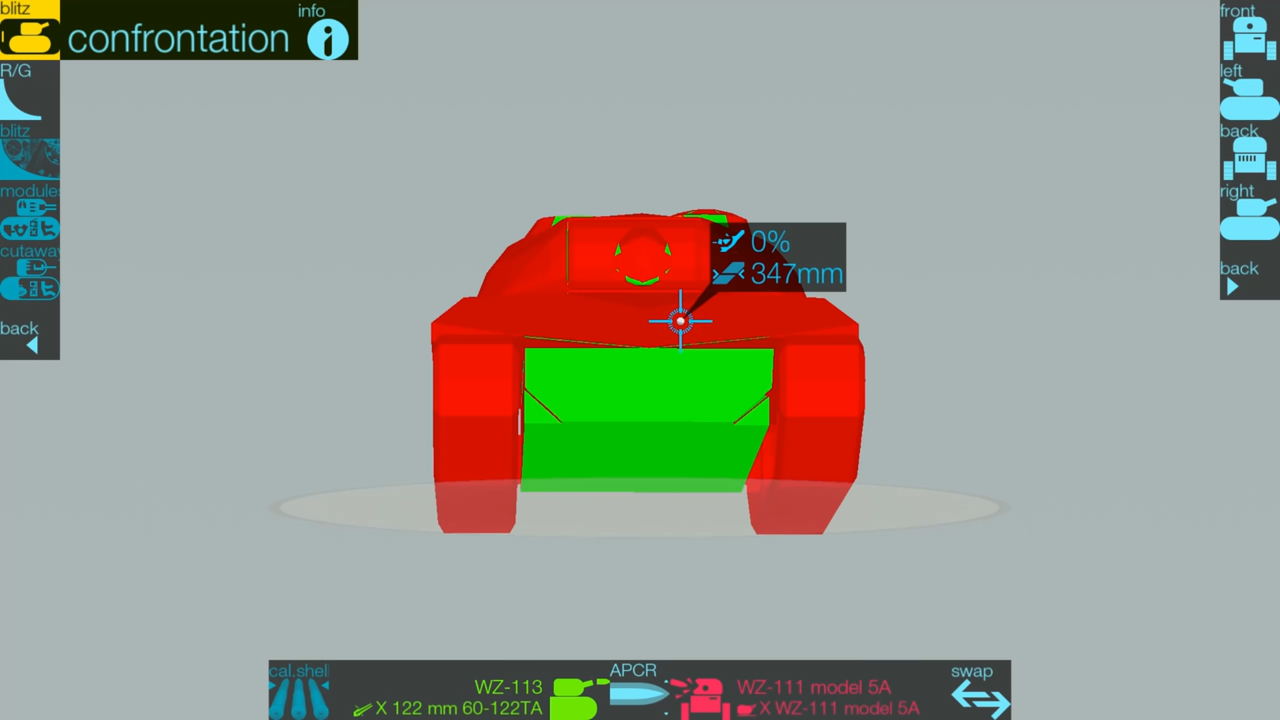 blitz
confrontation
info
R/G
blitz
module
cutaway
back
front
left
back
right
back
0%
347mm
cal.shell
WZ-113
X 122 mm 60-122TA
APCR
WZ-111 model 5A
X WZ-111 model 5A
swap